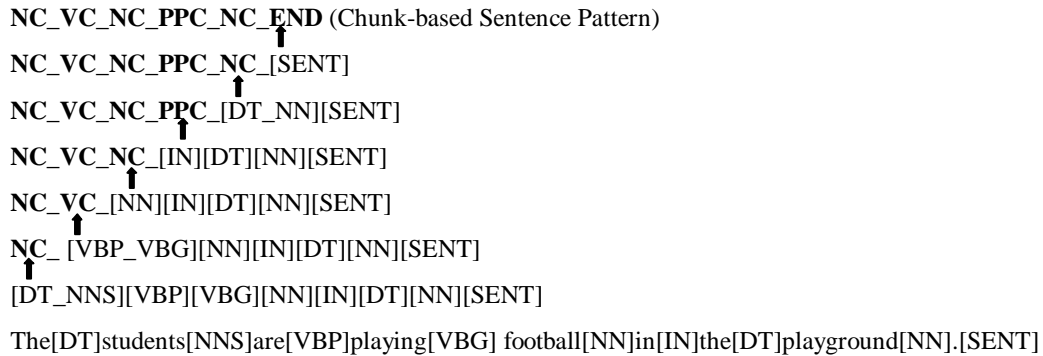 NC_VC_NC_PPC_NC_END (Chunk-based Sentence Pattern)
NC_VC_NC_PPC_NC_[SENT]
NC_VC_NC_PPC_[DT_NN][SENT]
NC_VC_NC_[IN][DT][NN][SENT]
NC_VC_[NN][IN][DT][NN][SENT]
NC_ [VBP_VBG][NN][IN][DT][NN][SENT]
[DT_NNS][VBP][VBG][NN][IN][DT][NN][SENT]
The[DT]students[NNS]are[VBP]playing[VBG] football[NN]in[IN]the[DT]playground[NN].[SENT]